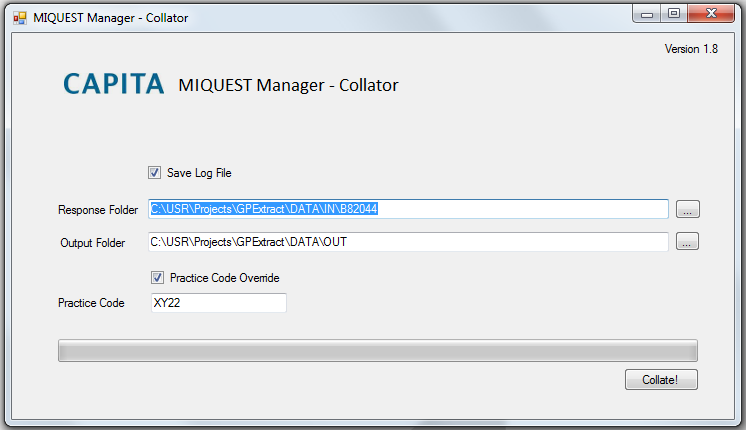 MIQUEST Manager - Collator
Version 1.8
CAPITA MIQUEST Manager - Collator
Save Log File
Response Folder C:\USR\Projects\GPExtract\DATA\IN\B82044 ...
Output Folder C:\USR\Projects\GPExtract\DATA\OUT ...
Practice Code Override
Practice Code XY22
Collate!